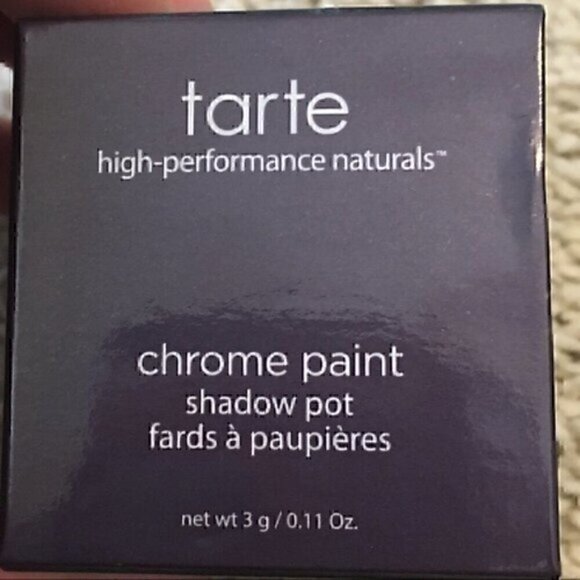 tarte
high-performance naturals™
chrome paint
shadow pot
fards à paupières
net wt 3 g / 0.11 Oz.